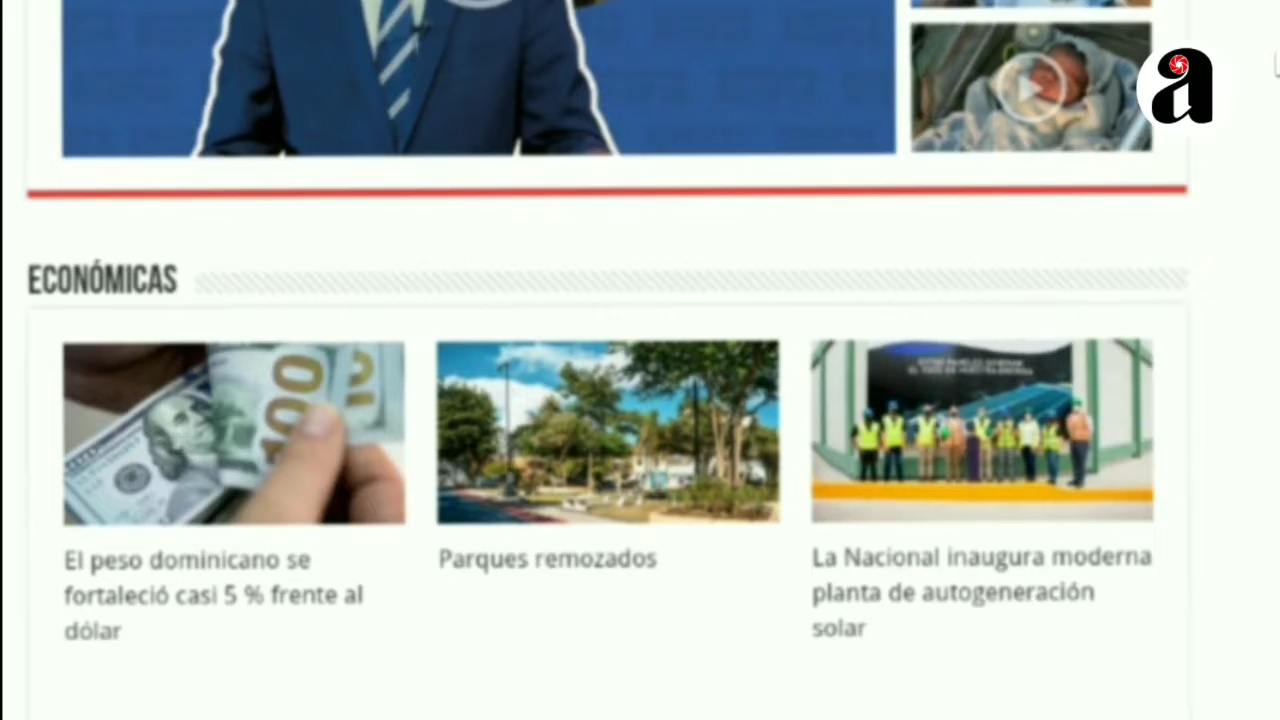 a
ECONÓMICAS
100
El peso dominicano se
fortaleció casi 5 % frente al
dólar
Parques remozados
La Nacional inaugura moderna
planta de autogeneración
solar